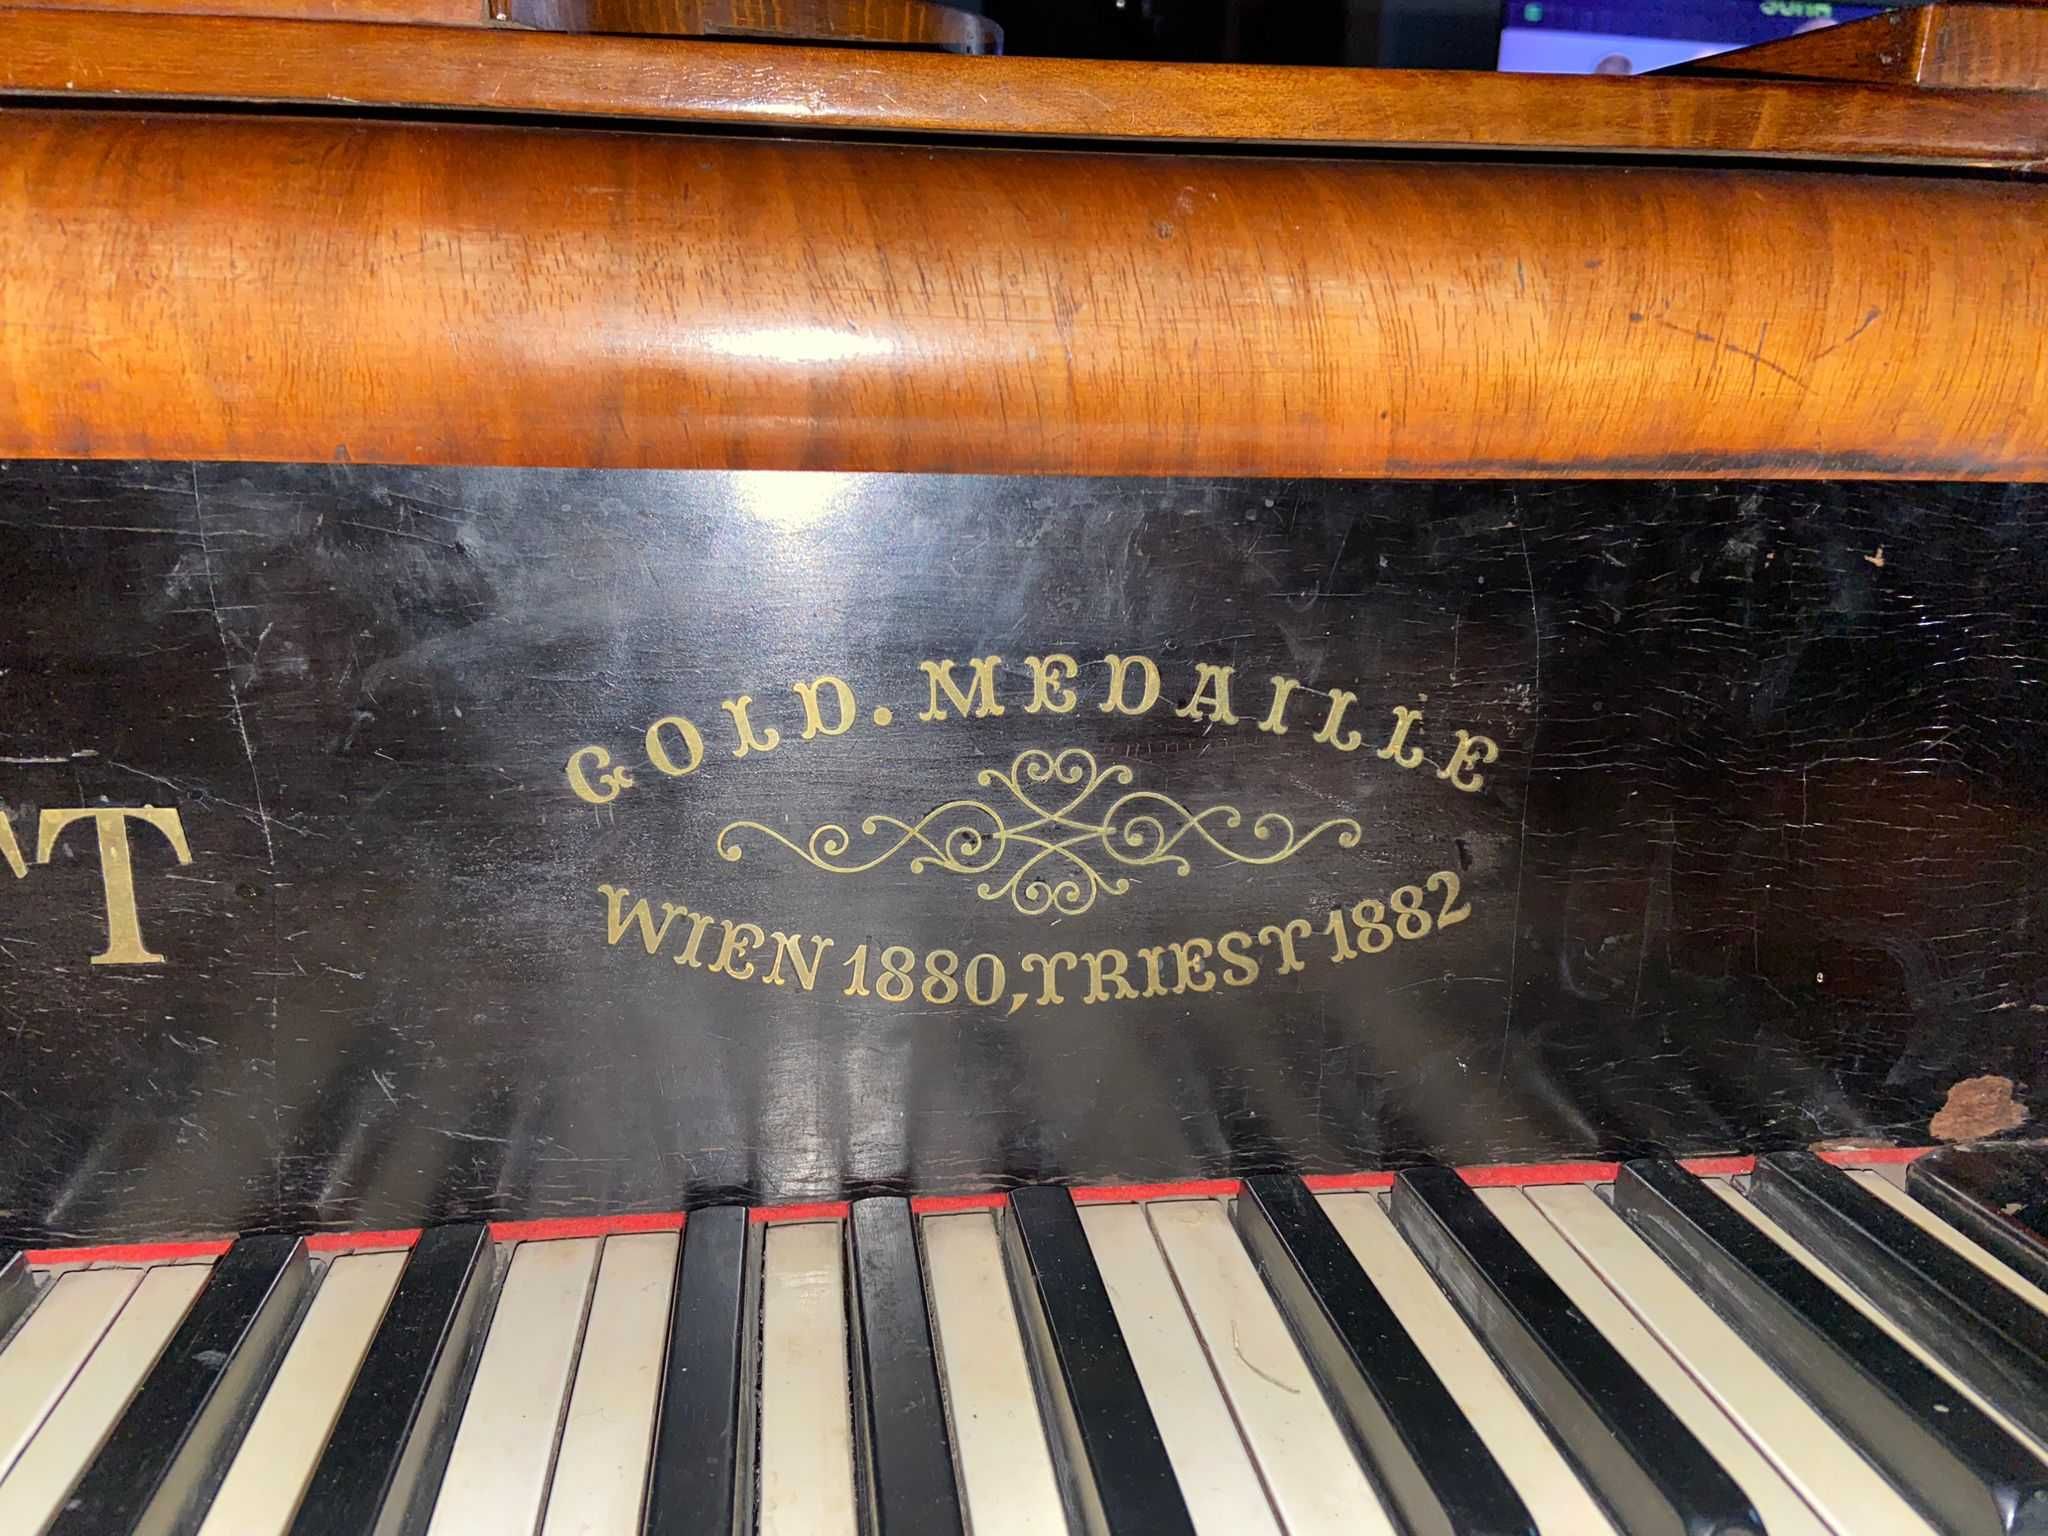 GOLD. MEDAILLE
T
WIEN 1880, TRIEST 1882